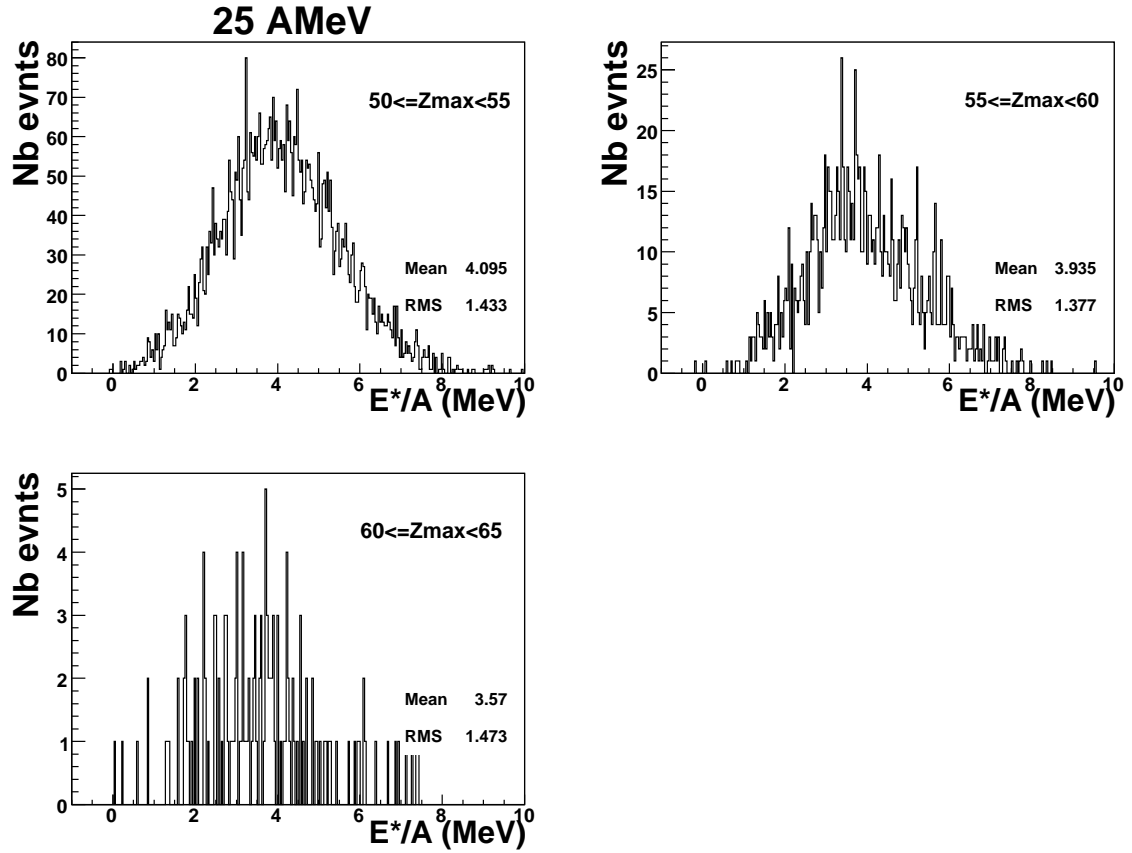 25 AMeV
Nb evnts
80
70
60
50
40
30
20
10
0
50<=Zmax<55
Mean 4.095
RMS 1.433
0 2 4 6 8 10
E*/A (MeV)
Nb evnts
25
20
15
10
5
0
55<=Zmax<60
Mean 3.935
RMS 1.377
0 2 4 6 8 10
E*/A (MeV)
Nb evnts
5
4
3
2
1
0
60<=Zmax<65
Mean 3.57
RMS 1.473
0 2 4 6 8 10
E*/A (MeV)